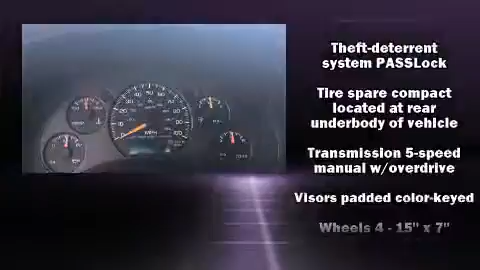 Theft-deterrent
system PASSLock
Tire spare compact
located at rear
underbody of vehicle
Transmission 5-speed
manual w/overdrive
Visors padded color-keyed
Wheels 4 - 15" x 7"
MPH